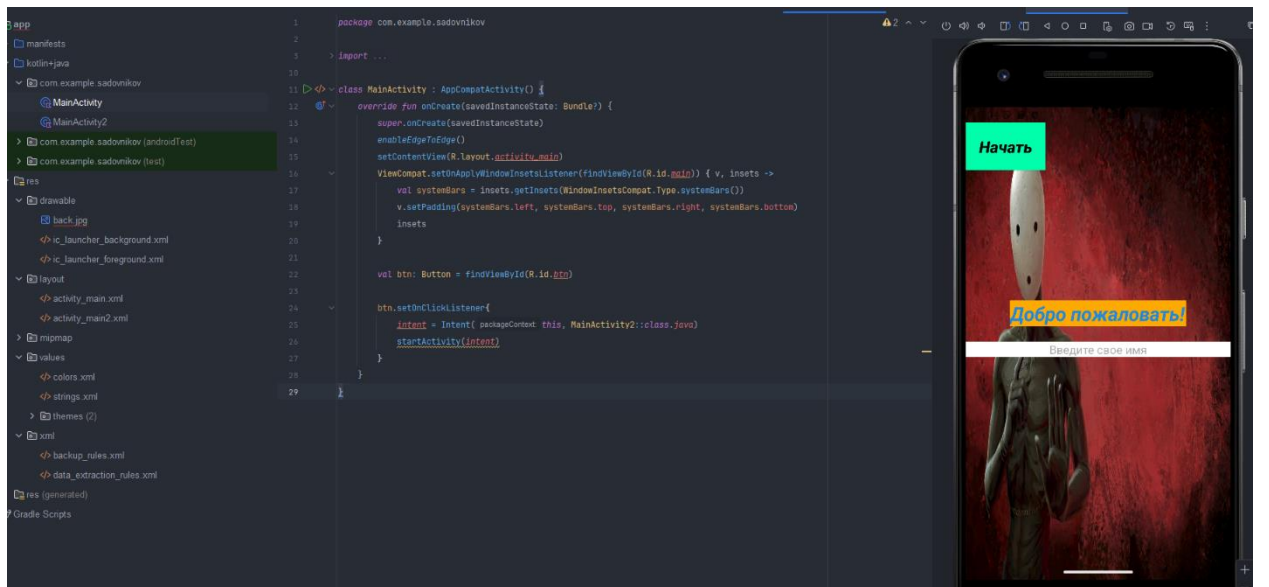 app
manifests
kotlin+java
com.example.sadovnikov
MainActivity
MainActivity2
com.example.sadovnikov (androidTest)
com.example.sadovnikov (test)
res
drawable
back.jpg
ic_launcher_background.xml
ic_launcher_foreground.xml
layout
activity_main.xml
activity_main2.xml
mipmap
values
colors.xml
strings.xml
themes (2)
xml
backup_rules.xml
data_extraction_rules.xml
res (generated)
Gradle Scripts
1 package com.example.sadovnikov
2
3 > import ...
10
11 class MainActivity : AppCompatActivity() {
12 override fun onCreate(savedInstanceState: Bundle?) {
13 super.onCreate(savedInstanceState)
14 enableEdgeToEdge()
15 setContentView(R.layout.activity_main)
16 ViewCompat.setOnApplyWindowInsetsListener(findViewById(R.id.main)) { v, insets ->
17 val systemBars = insets.getInsets(WindowInsetsCompat.Type.systemBars())
18 v.setPadding(systemBars.left, systemBars.top, systemBars.right, systemBars.bottom)
19 insets
20 }
21
22 val btn: Button = findViewById(R.id.btn)
23
24 btn.setOnClickListener{
25 intent = Intent( packageContext: this, MainActivity2::class.java)
26 startActivity(intent)
27 }
28 }
29 }
2
Начать
Добро пожаловать!
Введите свое имя